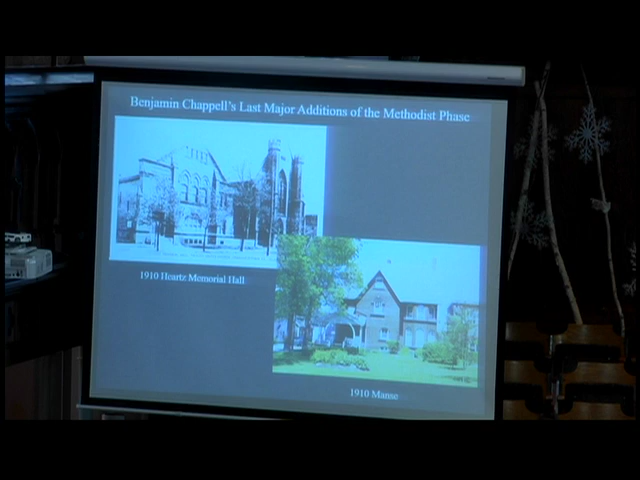 Benjamin Chappell's Last Major Additions of the Methodist Phase
1910 Heartz Memorial Hall
1910 Manse